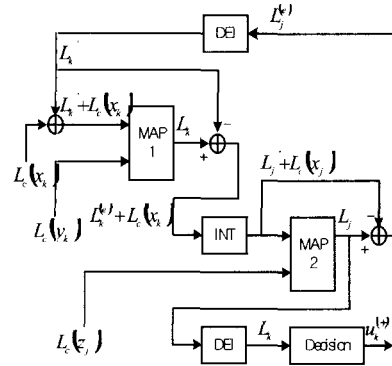 DEI
L_j^(e)
L_k
L_k + L_c(x_k)
MAP 1
L_k
−
+
L_c(x_k)
L_c(y_k)
L_k^(e) + L_c(x_k)
INT
L_j + L_c(x_j)
MAP 2
L_j
−
+
L_c(z_j)
DEI
L_k
Decision
u_k^(+)